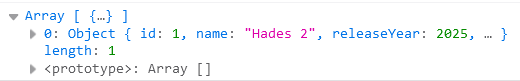 Array [ {…} ]
0: Object { id: 1, name: "Hades 2", releaseYear: 2025, … }
length: 1
<prototype>: Array []